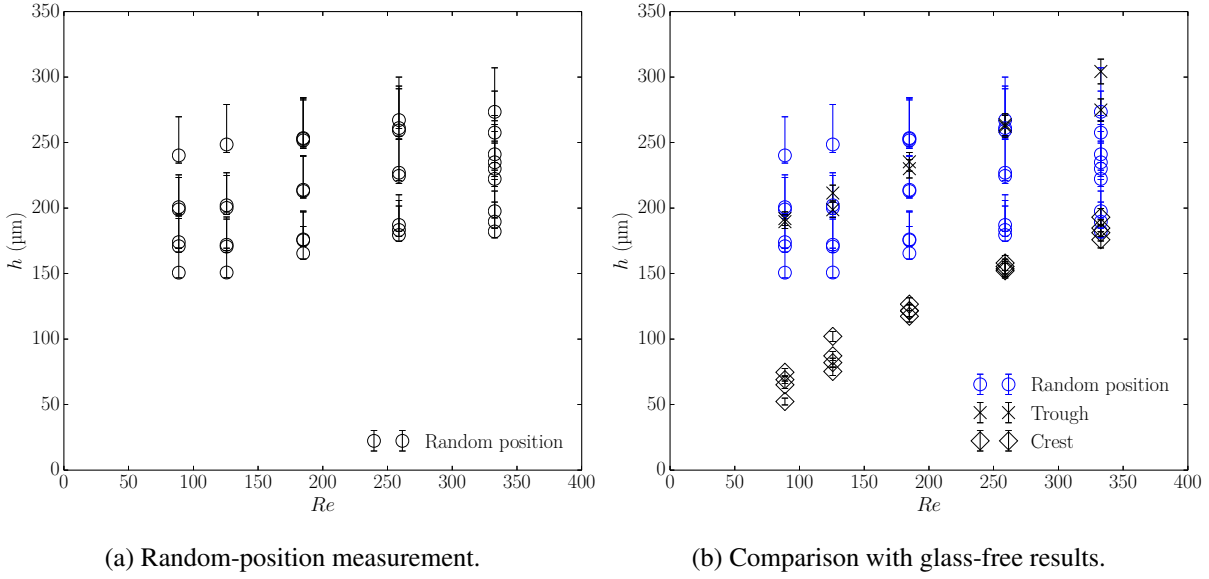 350
300
250
200
150
100
50
0
h (µm)
0 50 100 150 200 250 300 350 400
Re
Random position
(a) Random-position measurement.
350
300
250
200
150
100
50
0
h (µm)
0 50 100 150 200 250 300 350 400
Re
Random position
Trough
Crest
(b) Comparison with glass-free results.